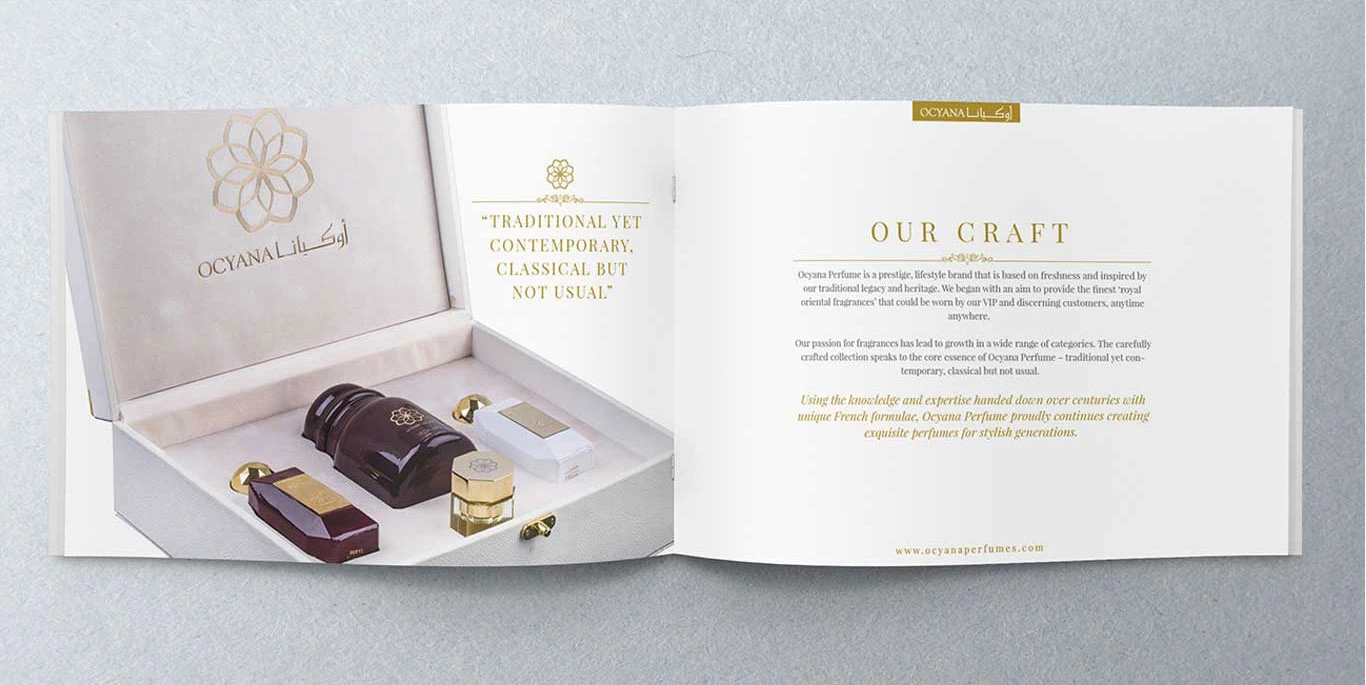 OCYANA أوكيانا
“TRADITIONAL YET
CONTEMPORARY,
CLASSICAL BUT
NOT USUAL”
OCYANA أوكيانا
OUR CRAFT
Ocyana Perfume is a prestige, lifestyle brand that is based on freshness and inspired by
our traditional legacy and heritage. We began with an aim to provide the finest ‘royal
oriental fragrances’ that could be worn by our VIP and discerning customers, anytime
anywhere.
Our passion for fragrances has lead to growth in a wide range of categories. The carefully
crafted collection speaks to the core essence of Ocyana Perfume – traditional yet con-
temporary, classical but not usual.
Using the knowledge and expertise handed down over centuries with
unique French formulae, Ocyana Perfume proudly continues creating
exquisite perfumes for stylish generations.
www.ocyanaperfumes.com